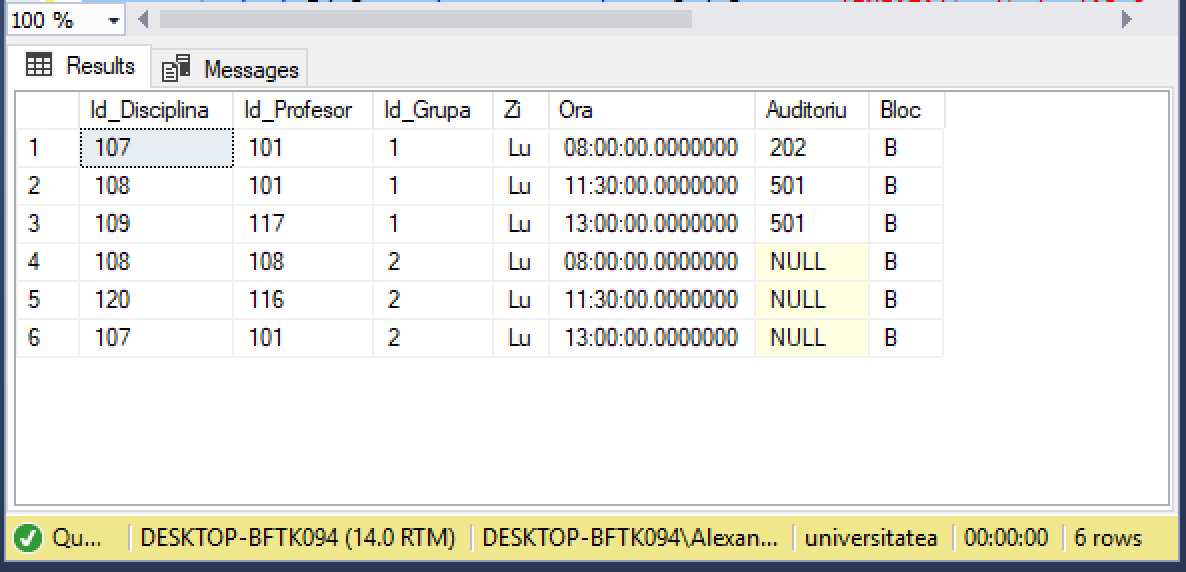 100 %
Results Messages
Id_Disciplina Id_Profesor Id_Grupa Zi Ora Auditoriu Bloc
1 107 101 1 Lu 08:00:00.0000000 202 B
2 108 101 1 Lu 11:30:00.0000000 501 B
3 109 117 1 Lu 13:00:00.0000000 501 B
4 108 108 2 Lu 08:00:00.0000000 NULL B
5 120 116 2 Lu 11:30:00.0000000 NULL B
6 107 101 2 Lu 13:00:00.0000000 NULL B
Qu... DESKTOP-BFTK094 (14.0 RTM) DESKTOP-BFTK094\Alexan... universitatea 00:00:00 6 rows